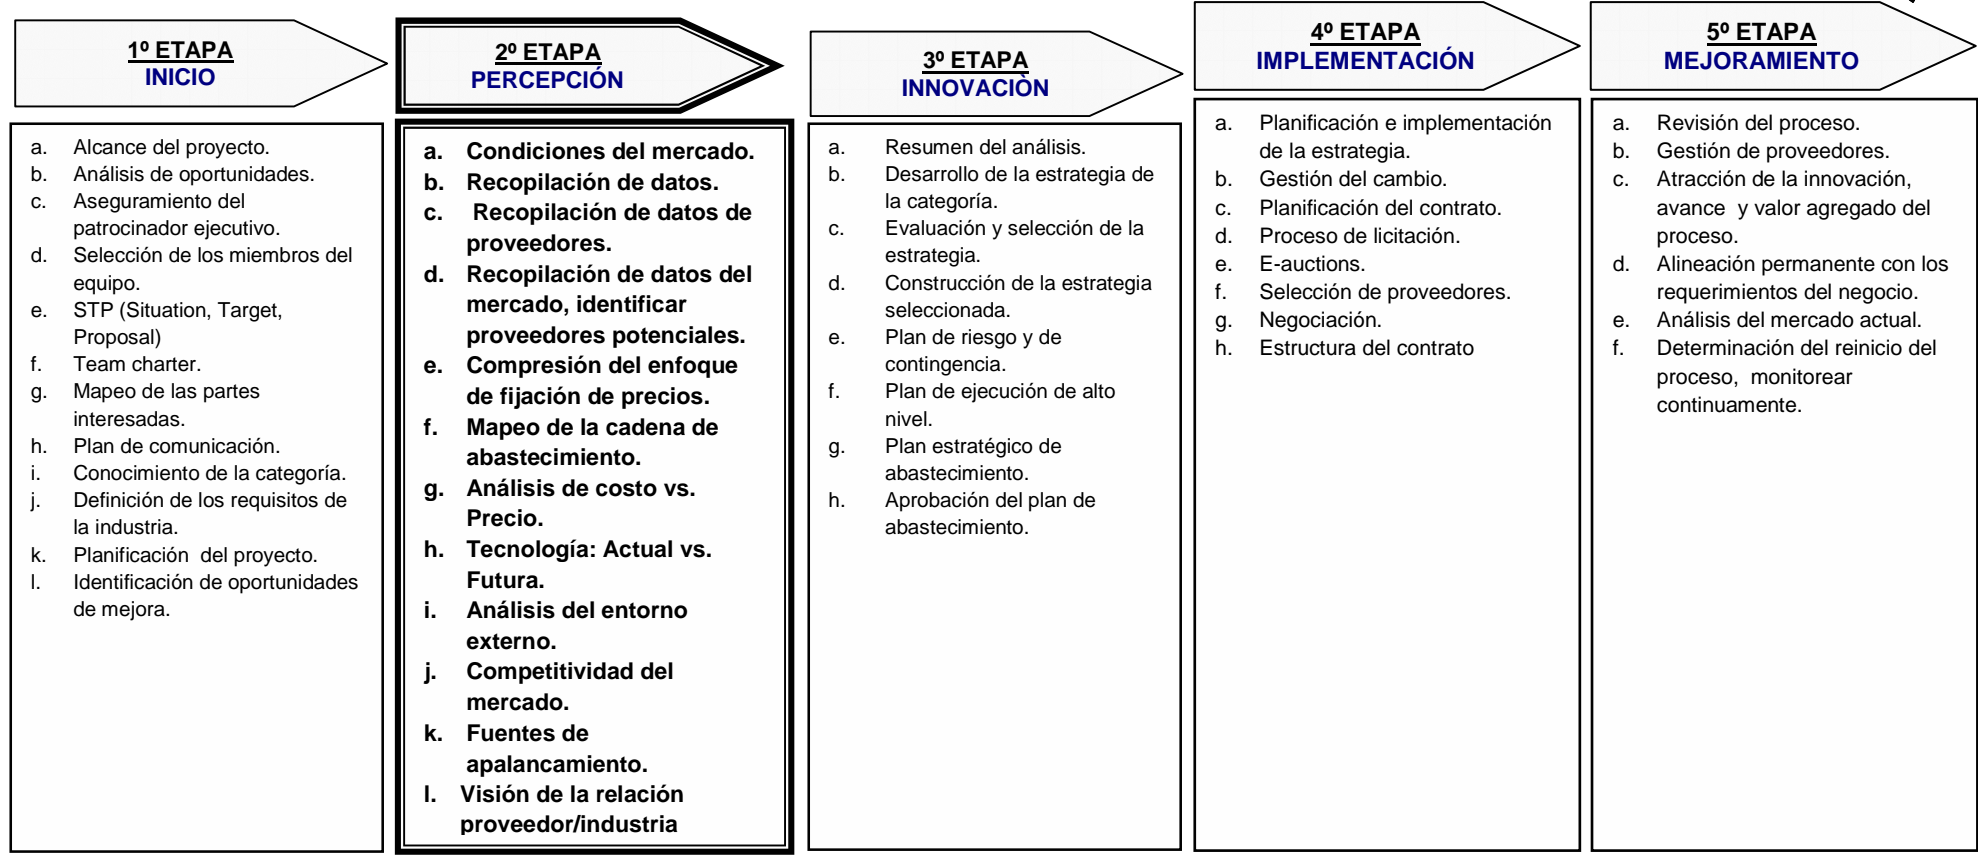 1º ETAPA
INICIO
a. Alcance del proyecto.
b. Análisis de oportunidades.
c. Aseguramiento del
patrocinador ejecutivo.
d. Selección de los miembros del
equipo.
e. STP (Situation, Target,
Proposal)
f. Team charter.
g. Mapeo de las partes
interesadas.
h. Plan de comunicación.
i. Conocimiento de la categoría.
j. Definición de los requisitos de
la industria.
k. Planificación del proyecto.
l. Identificación de oportunidades
de mejora.
2º ETAPA
PERCEPCIÓN
a. Condiciones del mercado.
b. Recopilación de datos.
c. Recopilación de datos de
proveedores.
d. Recopilación de datos del
mercado, identificar
proveedores potenciales.
e. Compresión del enfoque
de fijación de precios.
f. Mapeo de la cadena de
abastecimiento.
g. Análisis de costo vs.
Precio.
h. Tecnología: Actual vs.
Futura.
i. Análisis del entorno
externo.
j. Competitividad del
mercado.
k. Fuentes de
apalancamiento.
l. Visión de la relación
proveedor/industria
3º ETAPA
INNOVACIÒN
a. Resumen del análisis.
b. Desarrollo de la estrategia de
la categoría.
c. Evaluación y selección de la
estrategia.
d. Construcción de la estrategia
seleccionada.
e. Plan de riesgo y de
contingencia.
f. Plan de ejecución de alto
nivel.
g. Plan estratégico de
abastecimiento.
h. Aprobación del plan de
abastecimiento.
4º ETAPA
IMPLEMENTACIÓN
a. Planificación e implementación
de la estrategia.
b. Gestión del cambio.
c. Planificación del contrato.
d. Proceso de licitación.
e. E-auctions.
f. Selección de proveedores.
g. Negociación.
h. Estructura del contrato
5º ETAPA
MEJORAMIENTO
a. Revisión del proceso.
b. Gestión de proveedores.
c. Atracción de la innovación,
avance y valor agregado del
proceso.
d. Alineación permanente con los
requerimientos del negocio.
e. Análisis del mercado actual.
f. Determinación del reinicio del
proceso, monitorear
continuamente.